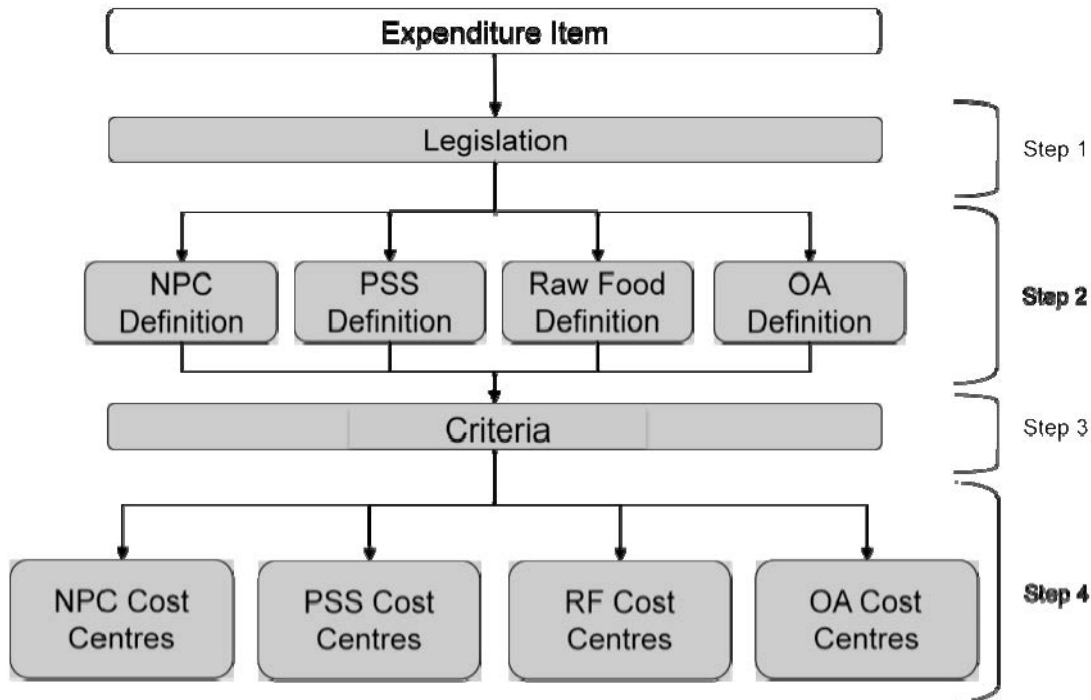 Expenditure Item
Legislation
Step 1
NPC
Definition
PSS
Definition
Raw Food
Definition
OA
Definition
Step 2
Criteria
Step 3
NPC Cost
Centres
PSS Cost
Centres
RF Cost
Centres
OA Cost
Centres
Step 4